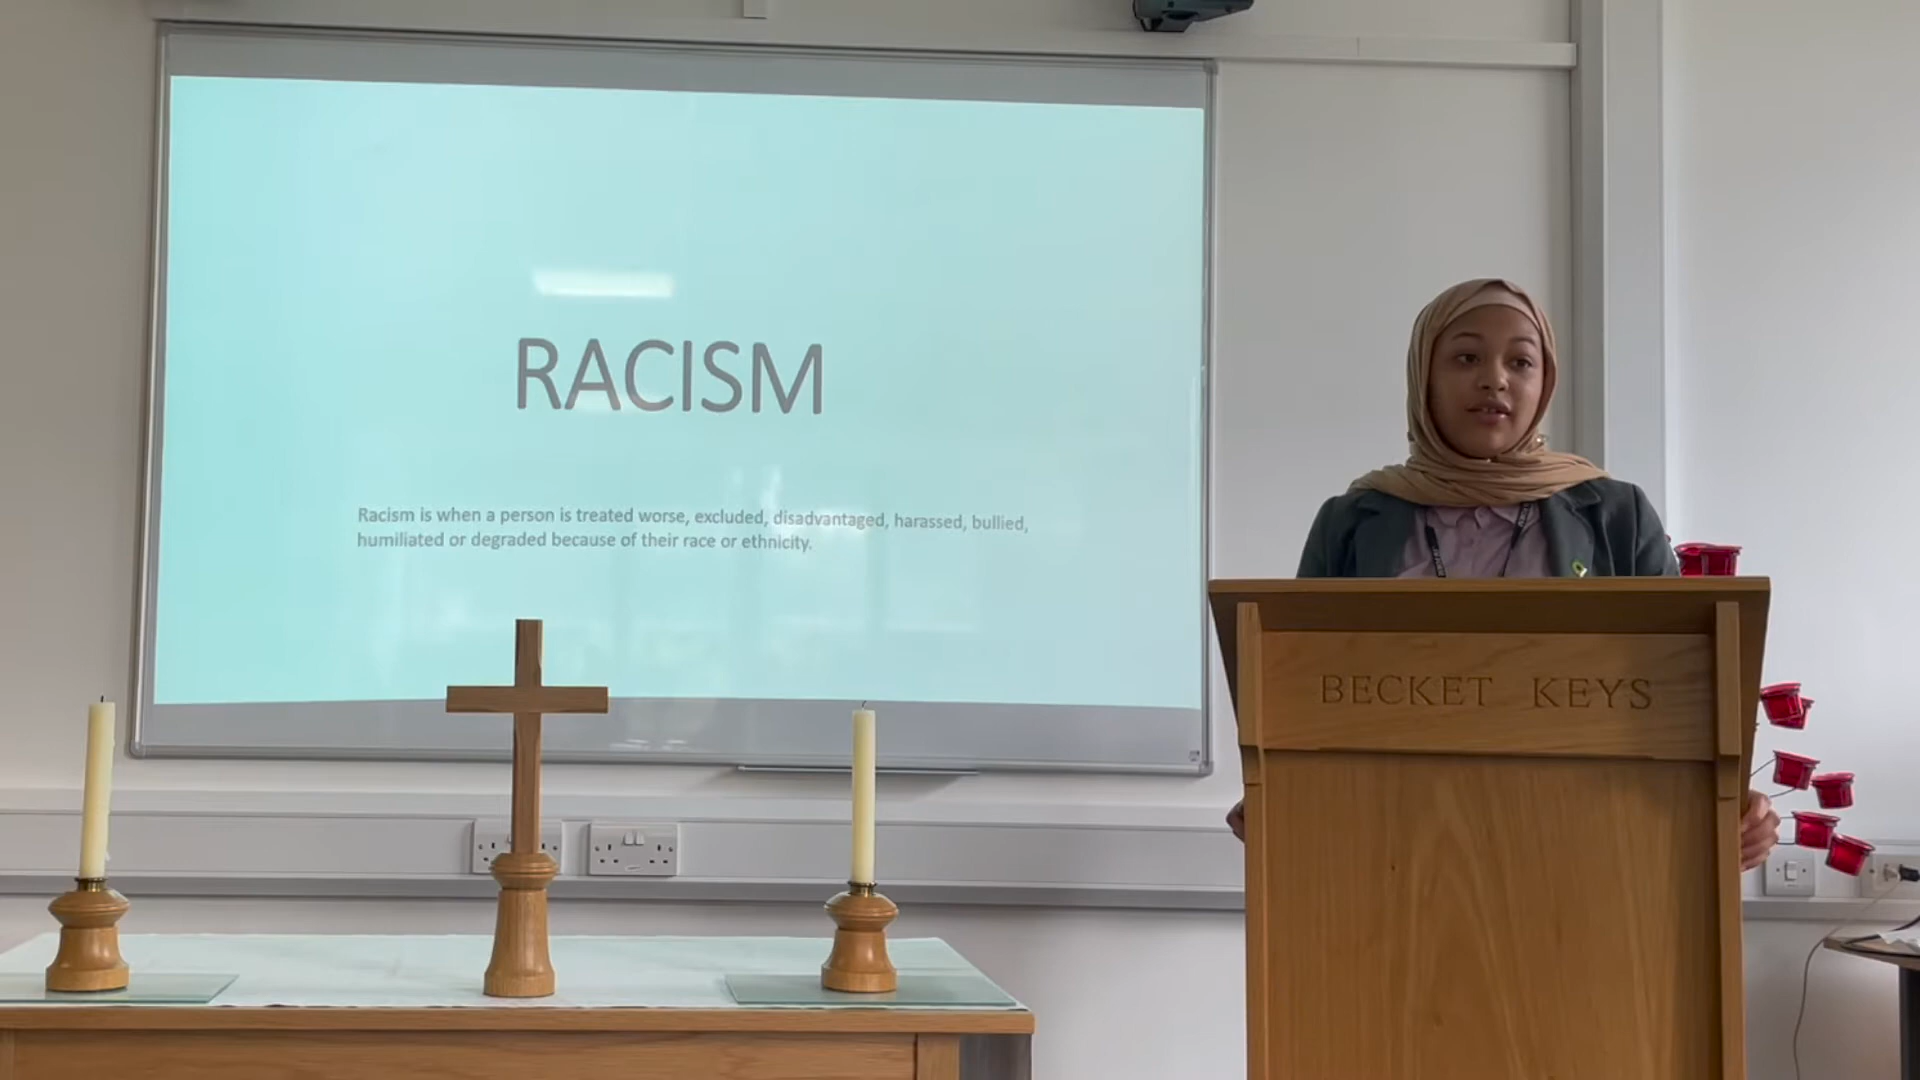 RACISM
Racism is when a person is treated worse, excluded, disadvantaged, harassed, bullied,
humiliated or degraded because of their race or ethnicity.
BECKET KEYS